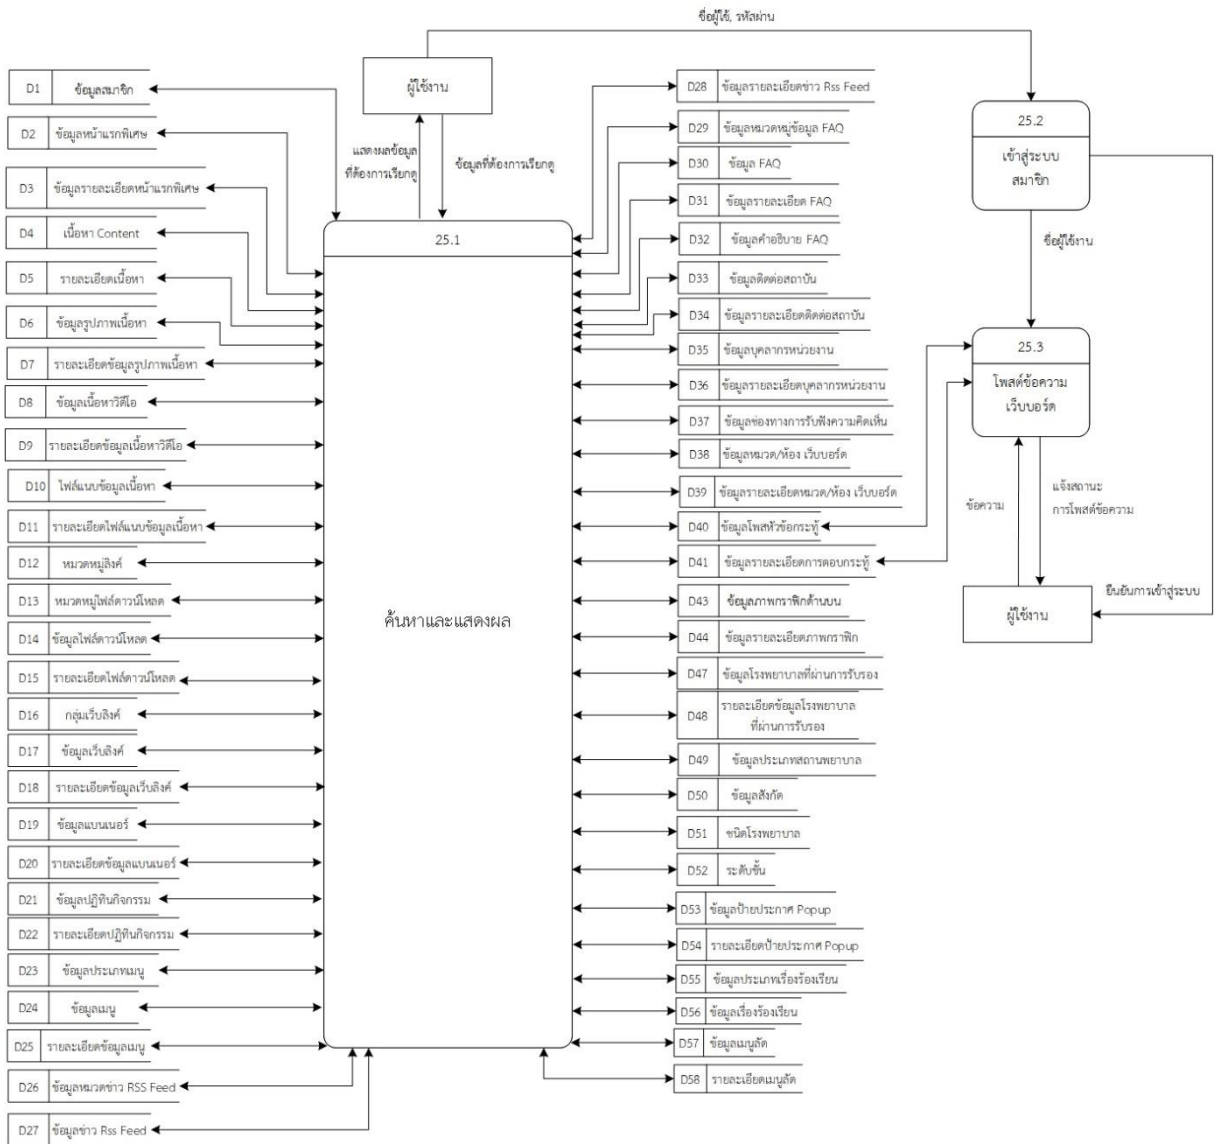 ชื่อผู้ใช้, รหัสผ่าน
ผู้ใช้งาน
แสดงผลข้อมูล
ที่ต้องการเรียกดู
ข้อมูลที่ต้องการเรียกดู
D1 ข้อมูลสมาชิก
D2 ข้อมูลหน้าแรกพิเศษ
D3 ข้อมูลรายละเอียดหน้าแรกพิเศษ
D4 เนื้อหา Content
D5 รายละเอียดเนื้อหา
D6 ข้อมูลรูปภาพเนื้อหา
D7 รายละเอียดข้อมูลรูปภาพเนื้อหา
D8 ข้อมูลเนื้อหาวิดีโอ
D9 รายละเอียดข้อมูลเนื้อหาวิดีโอ
D10 ไฟล์แนบข้อมูลเนื้อหา
D11 รายละเอียดไฟล์แนบข้อมูลเนื้อหา
D12 หมวดหมู่ลิงค์
D13 หมวดหมู่ไฟล์ดาวน์โหลด
D14 ข้อมูลไฟล์ดาวน์โหลด
D15 รายละเอียดไฟล์ดาวน์โหลด
D16 กลุ่มเว็บลิงค์
D17 ข้อมูลเว็บลิงค์
D18 รายละเอียดข้อมูลเว็บลิงค์
D19 ข้อมูลแบนเนอร์
D20 รายละเอียดข้อมูลแบนเนอร์
D21 ข้อมูลปฏิทินกิจกรรม
D22 รายละเอียดปฏิทินกิจกรรม
D23 ข้อมูลประเภทเมนู
D24 ข้อมูลเมนู
D25 รายละเอียดข้อมูลเมนู
D26 ข้อมูลหมวดข่าว RSS Feed
D27 ข้อมูลข่าว Rss Feed
25.1
ค้นหาและแสดงผล
D28 ข้อมูลรายละเอียดข่าว Rss Feed
D29 ข้อมูลหมวดหมู่ข้อมูล FAQ
D30 ข้อมูล FAQ
D31 ข้อมูลรายละเอียด FAQ
D32 ข้อมูลคำอธิบาย FAQ
D33 ข้อมูลติดต่อสถาบัน
D34 ข้อมูลรายละเอียดติดต่อสถาบัน
D35 ข้อมูลบุคลากรหน่วยงาน
D36 ข้อมูลรายละเอียดบุคลากรหน่วยงาน
D37 ข้อมูลช่องทางการรับฟังความคิดเห็น
D38 ข้อมูลหมวด/ห้อง เว็บบอร์ด
D39 ข้อมูลรายละเอียดหมวด/ห้อง เว็บบอร์ด
D40 ข้อมูลโพสหัวข้อกระทู้
D41 ข้อมูลรายละเอียดการตอบกระทู้
D43 ข้อมูลภาพกราฟิกด้านบน
D44 ข้อมูลรายละเอียดภาพกราฟิก
D47 ข้อมูลโรงพยาบาลที่ผ่านการรับรอง
D48 รายละเอียดข้อมูลโรงพยาบาล
ที่ผ่านการรับรอง
D49 ข้อมูลประเภทสถานพยาบาล
D50 ข้อมูลสังกัด
D51 ชนิดโรงพยาบาล
D52 ระดับชั้น
D53 ข้อมูลป้ายประกาศ Popup
D54 รายละเอียดป้ายประกาศ Popup
D55 ข้อมูลประเภทเรื่องร้องเรียน
D56 ข้อมูลเรื่องร้องเรียน
D57 ข้อมูลเมนูลัด
D58 รายละเอียดเมนูลัด
25.2
เข้าสู่ระบบ
สมาชิก
ชื่อผู้ใช้งาน
25.3
โพสต์ข้อความ
เว็บบอร์ด
ข้อความ
แจ้งสถานะ
การโพสต์ข้อความ
ยืนยันการเข้าสู่ระบบ
ผู้ใช้งาน